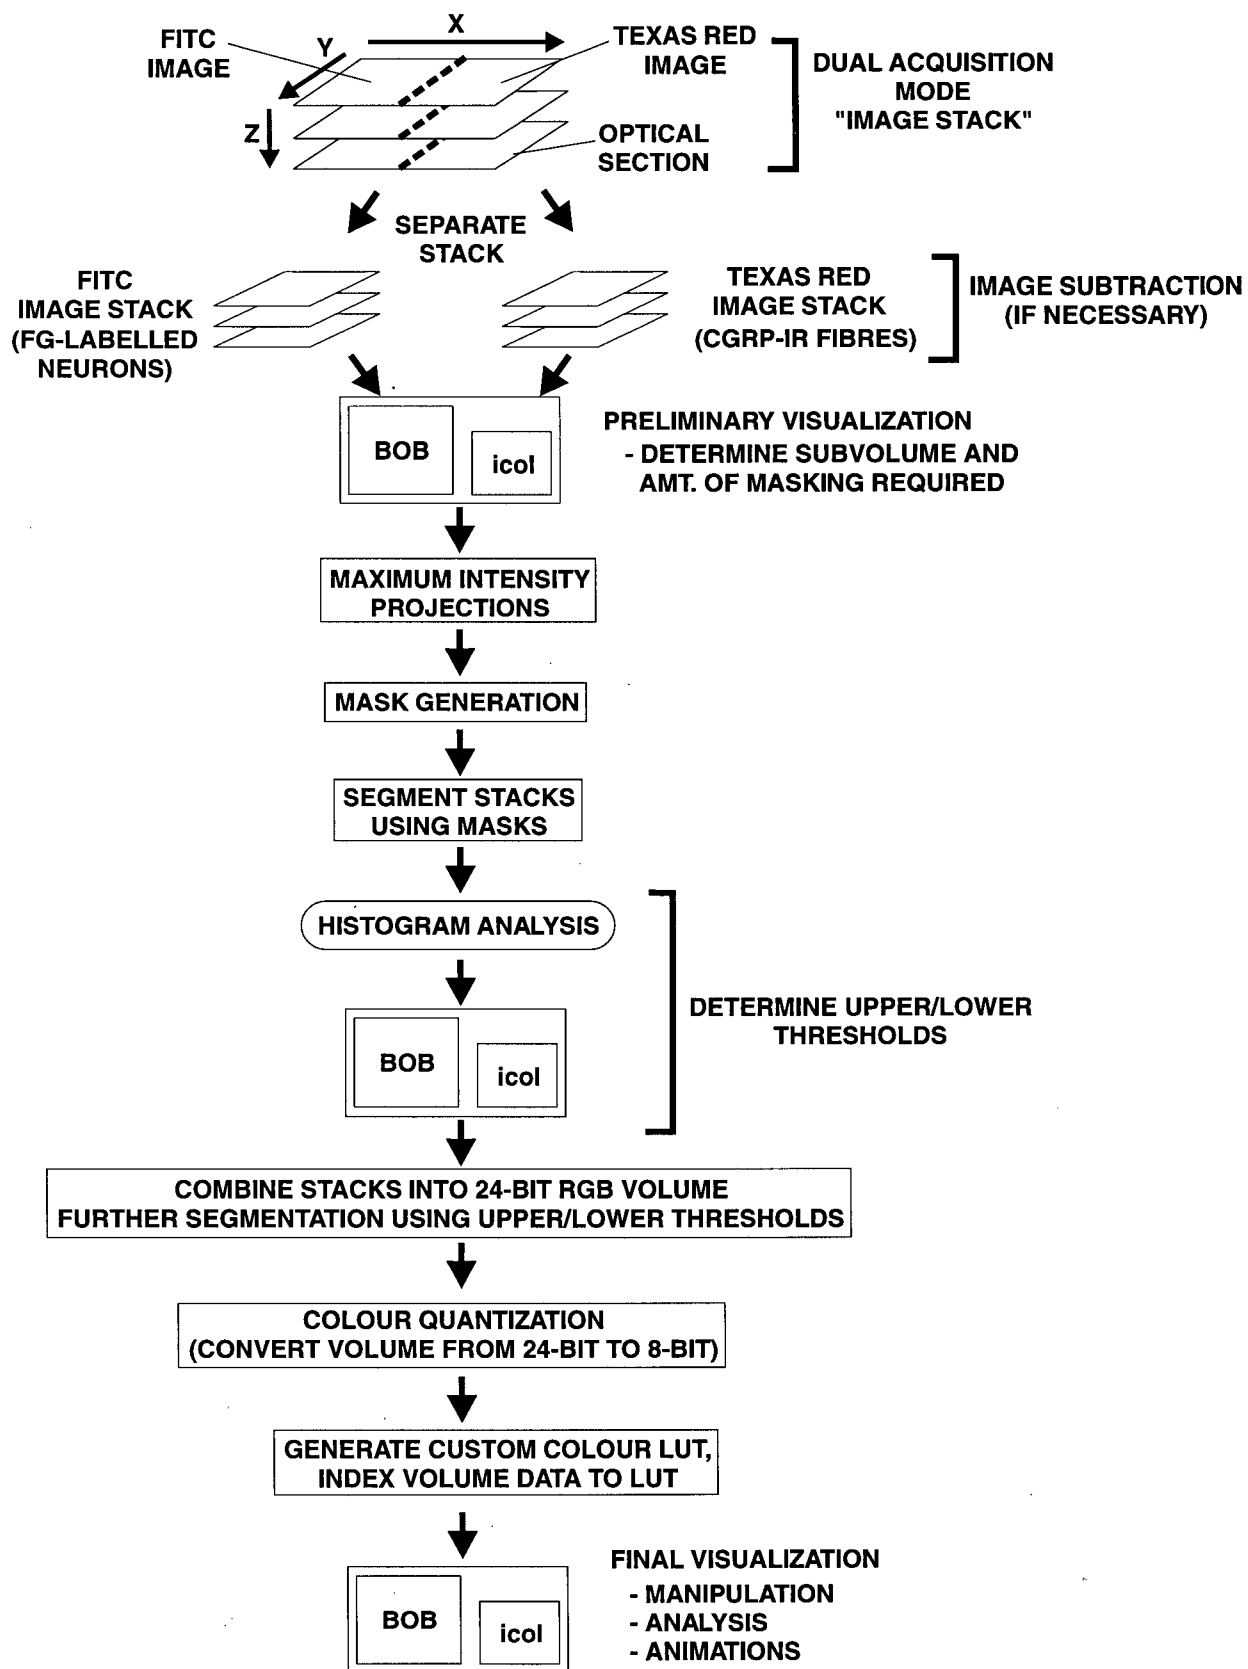 X
FITC
IMAGE
Y
TEXAS RED
IMAGE
DUAL ACQUISITION
MODE
"IMAGE STACK"
Z
OPTICAL
SECTION
SEPARATE
STACK
FITC
IMAGE STACK
(FG-LABELLED
NEURONS)
TEXAS RED
IMAGE STACK
(CGRP-IR FIBRES)
IMAGE SUBTRACTION
(IF NECESSARY)
BOB
icol
PRELIMINARY VISUALIZATION
- DETERMINE SUBVOLUME AND
AMT. OF MASKING REQUIRED
MAXIMUM INTENSITY
PROJECTIONS
MASK GENERATION
SEGMENT STACKS
USING MASKS
HISTOGRAM ANALYSIS
BOB
icol
DETERMINE UPPER/LOWER
THRESHOLDS
COMBINE STACKS INTO 24-BIT RGB VOLUME
FURTHER SEGMENTATION USING UPPER/LOWER THRESHOLDS
COLOUR QUANTIZATION
(CONVERT VOLUME FROM 24-BIT TO 8-BIT)
GENERATE CUSTOM COLOUR LUT,
INDEX VOLUME DATA TO LUT
BOB
icol
FINAL VISUALIZATION
- MANIPULATION
- ANALYSIS
- ANIMATIONS